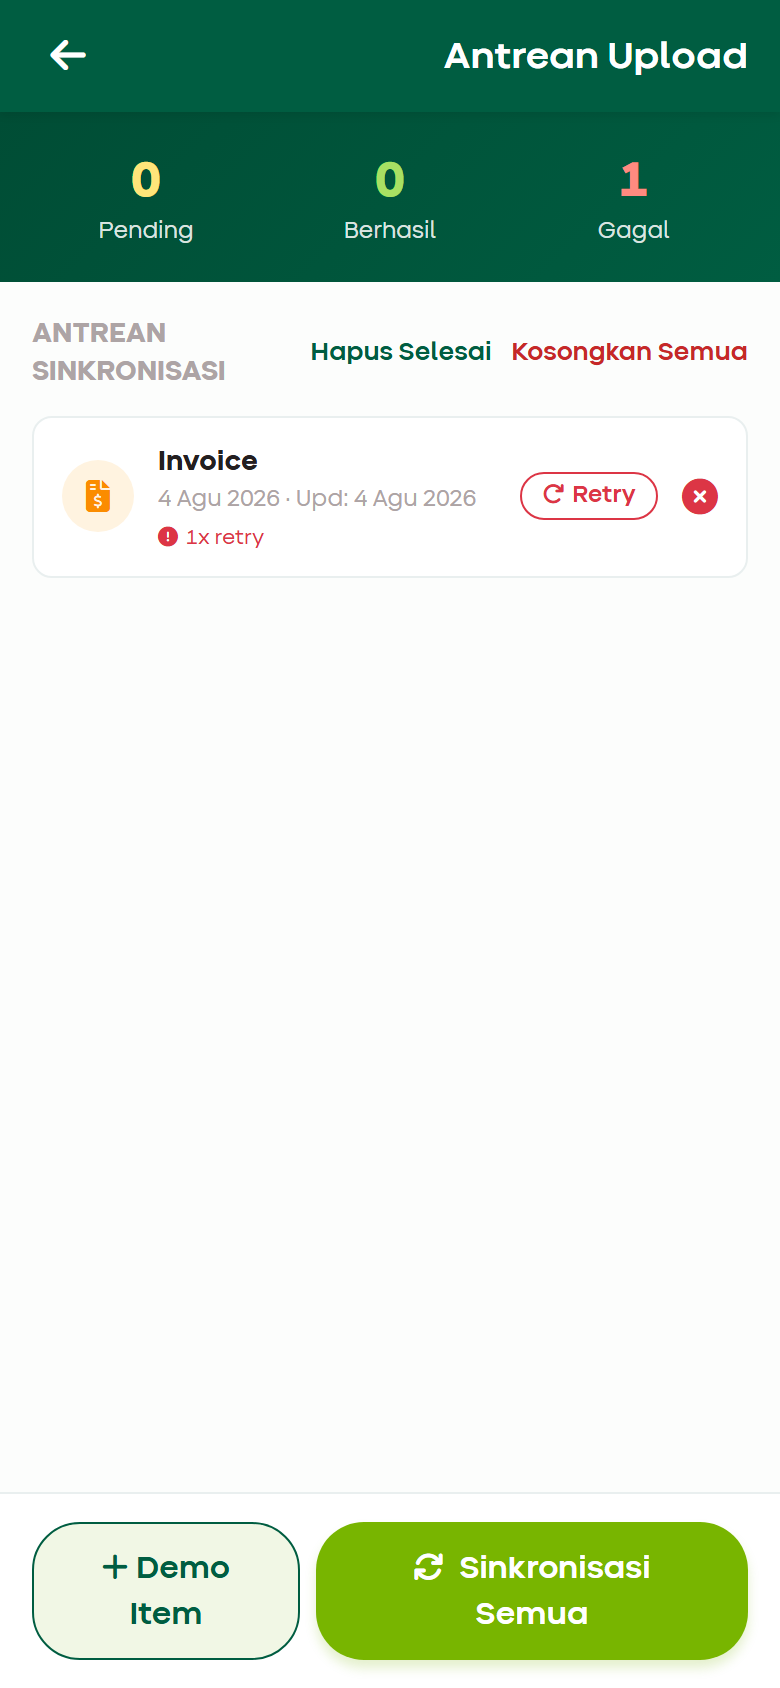 Antrean Upload
0
Pending
0
Berhasil
1
Gagal
ANTREAN
SINKRONISASI
Hapus Selesai
Kosongkan Semua
Invoice
4 Agu 2026 · Upd: 4 Agu 2026
1x retry
Retry
Demo
Item
Sinkronisasi
Semua